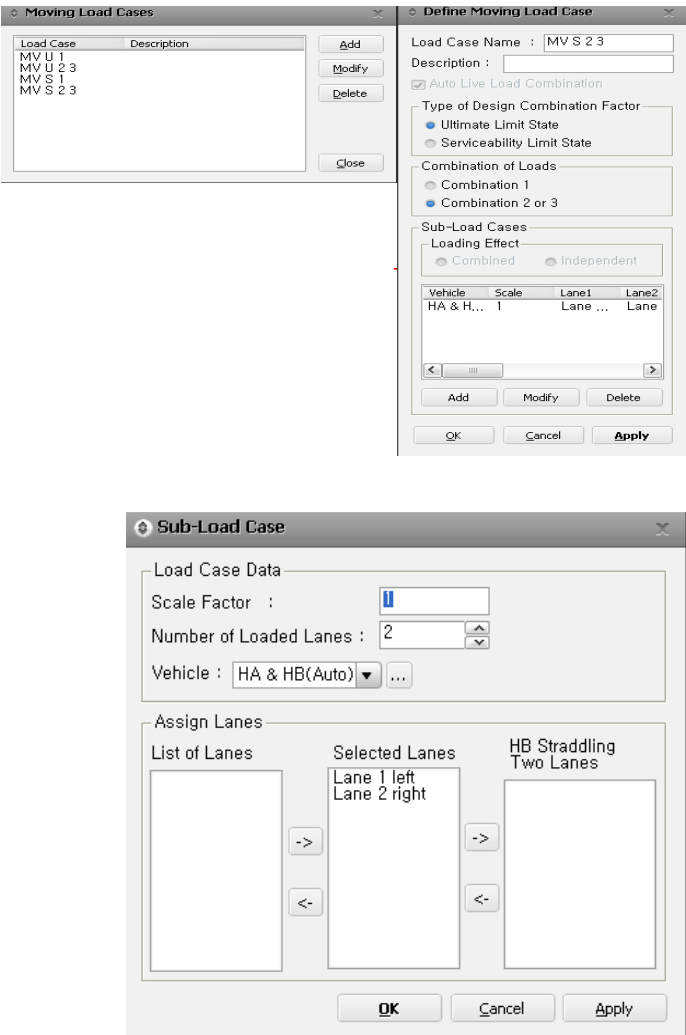 Moving Load Cases
Load Case Description
MV U 1
MV U 2 3
MV S 1
MV S 2 3
Add
Modify
Delete
Close
Define Moving Load Case
Load Case Name : MV S 2 3
Description :
Auto Live Load Combination
Type of Design Combination Factor
Ultimate Limit State
Serviceability Limit State
Combination of Loads
Combination 1
Combination 2 or 3
Sub-Load Cases
Loading Effect
Combined Independent
Vehicle Scale Lane1 Lane2
HA & H... 1 Lane ... Lane
Add Modify Delete
OK Cancel Apply
Sub-Load Case
Load Case Data
Scale Factor : 1
Number of Loaded Lanes : 2
Vehicle : HA & HB(Auto) ...
Assign Lanes
List of Lanes
Selected Lanes
Lane 1 left
Lane 2 right
HB Straddling
Two Lanes
-> ->
<- <-
OK Cancel Apply